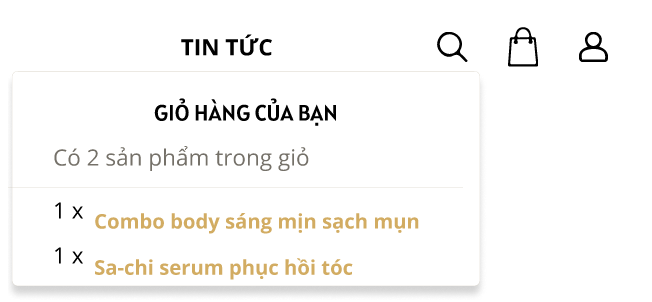 TIN TỨC
GIỎ HÀNG CỦA BẠN
Có 2 sản phẩm trong giỏ
1 x Combo body sáng mịn sạch mụn
1 x Sa-chi serum phục hồi tóc